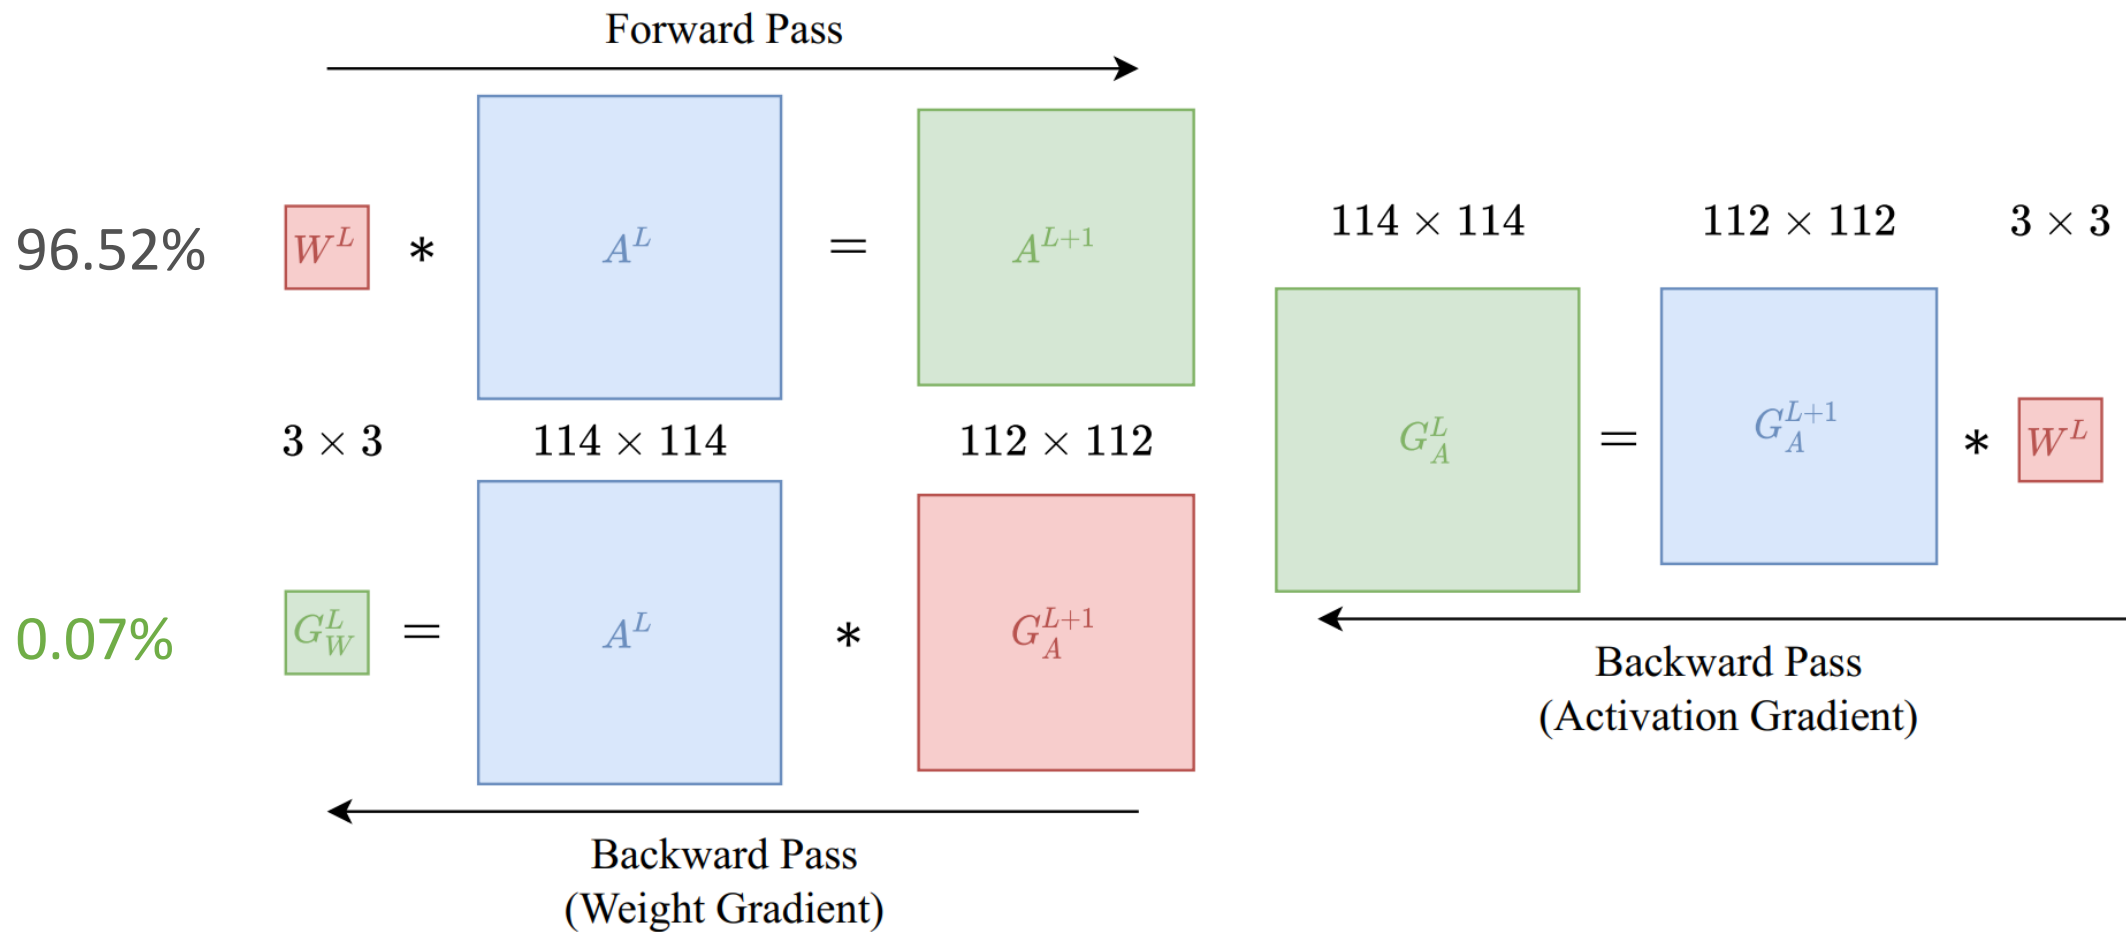 Forward Pass
96.52%
W^L * A^L = A^{L+1}
3 × 3 114 × 114 112 × 112
0.07%
G_W^L = A^L * G_A^{L+1}
Backward Pass
(Weight Gradient)
114 × 114 112 × 112 3 × 3
G_A^L = G_A^{L+1} * W^L
Backward Pass
(Activation Gradient)